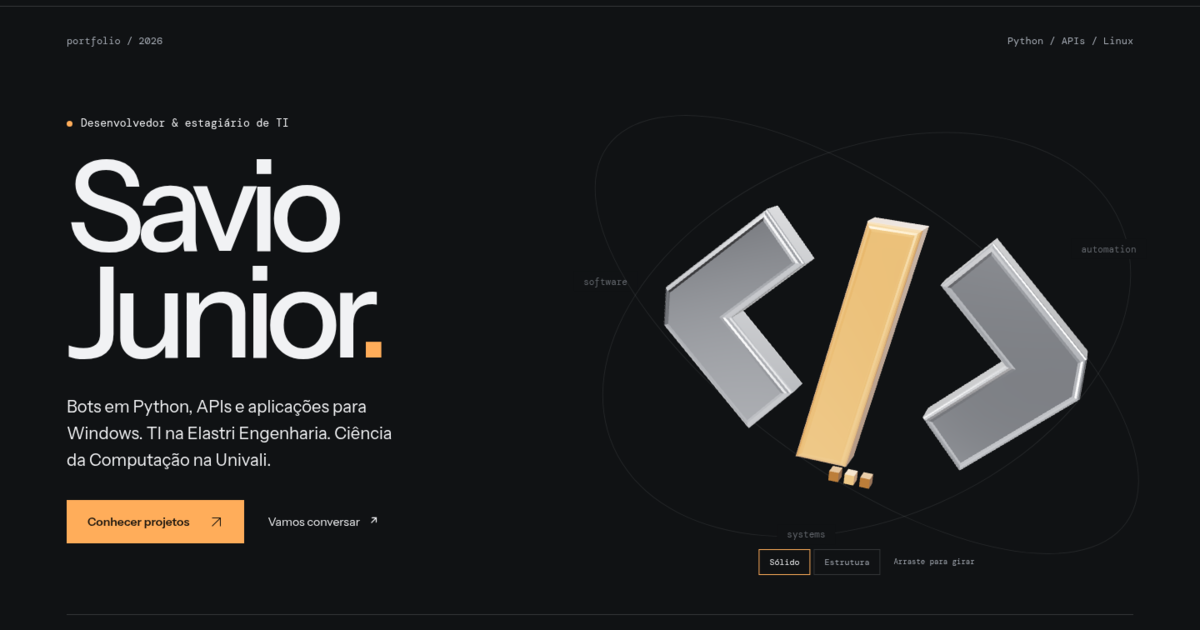 portfolio / 2026
Python / APIs / Linux
Desenvolvedor & estagiário de TI
Savio
Junior.
Bots em Python, APIs e aplicações para
Windows. TI na Elastri Engenharia. Ciência
da Computação na Univali.
Conhecer projetos
Vamos conversar
software
automation
systems
Sólido
Estrutura
Arraste para girar